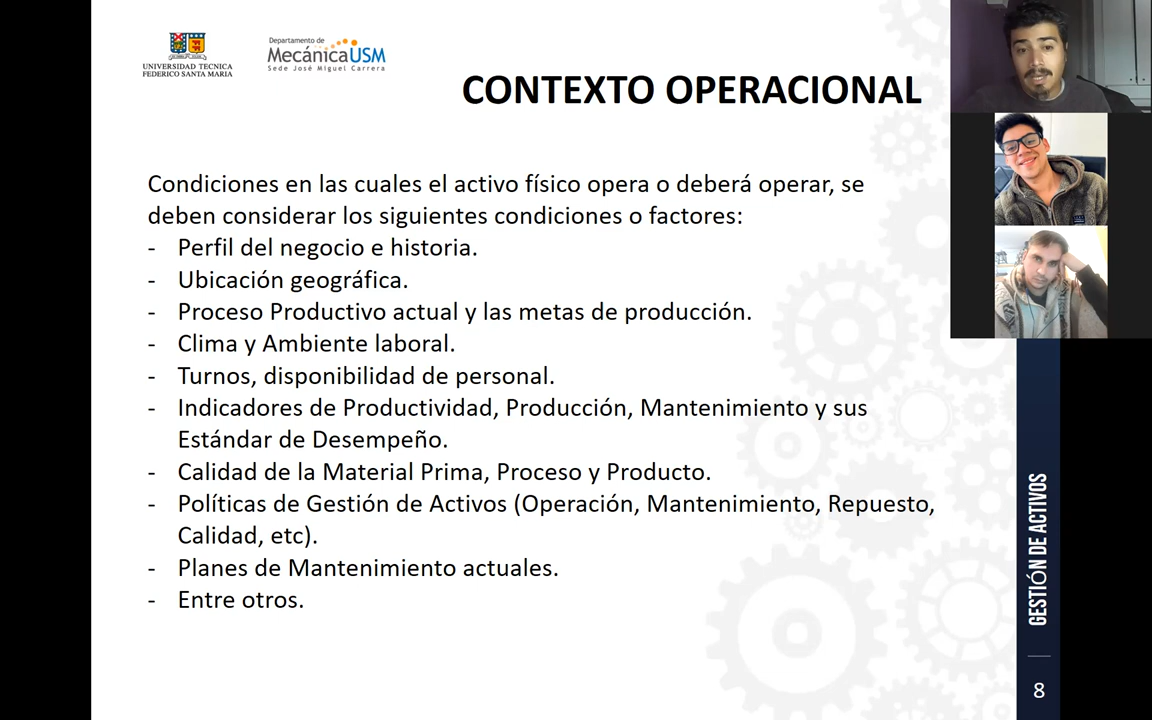 UNIVERSIDAD TECNICA
FEDERICO SANTA MARIA
Departamento de
MecánicaUSM
Sede José Miguel Carrera
CONTEXTO OPERACIONAL
Condiciones en las cuales el activo físico opera o deberá operar, se
deben considerar los siguientes condiciones o factores:
- Perfil del negocio e historia.
- Ubicación geográfica.
- Proceso Productivo actual y las metas de producción.
- Clima y Ambiente laboral.
- Turnos, disponibilidad de personal.
- Indicadores de Productividad, Producción, Mantenimiento y sus
Estándar de Desempeño.
- Calidad de la Material Prima, Proceso y Producto.
- Políticas de Gestión de Activos (Operación, Mantenimiento, Repuesto,
Calidad, etc).
- Planes de Mantenimiento actuales.
- Entre otros.
GESTIÓN DE ACTIVOS
8